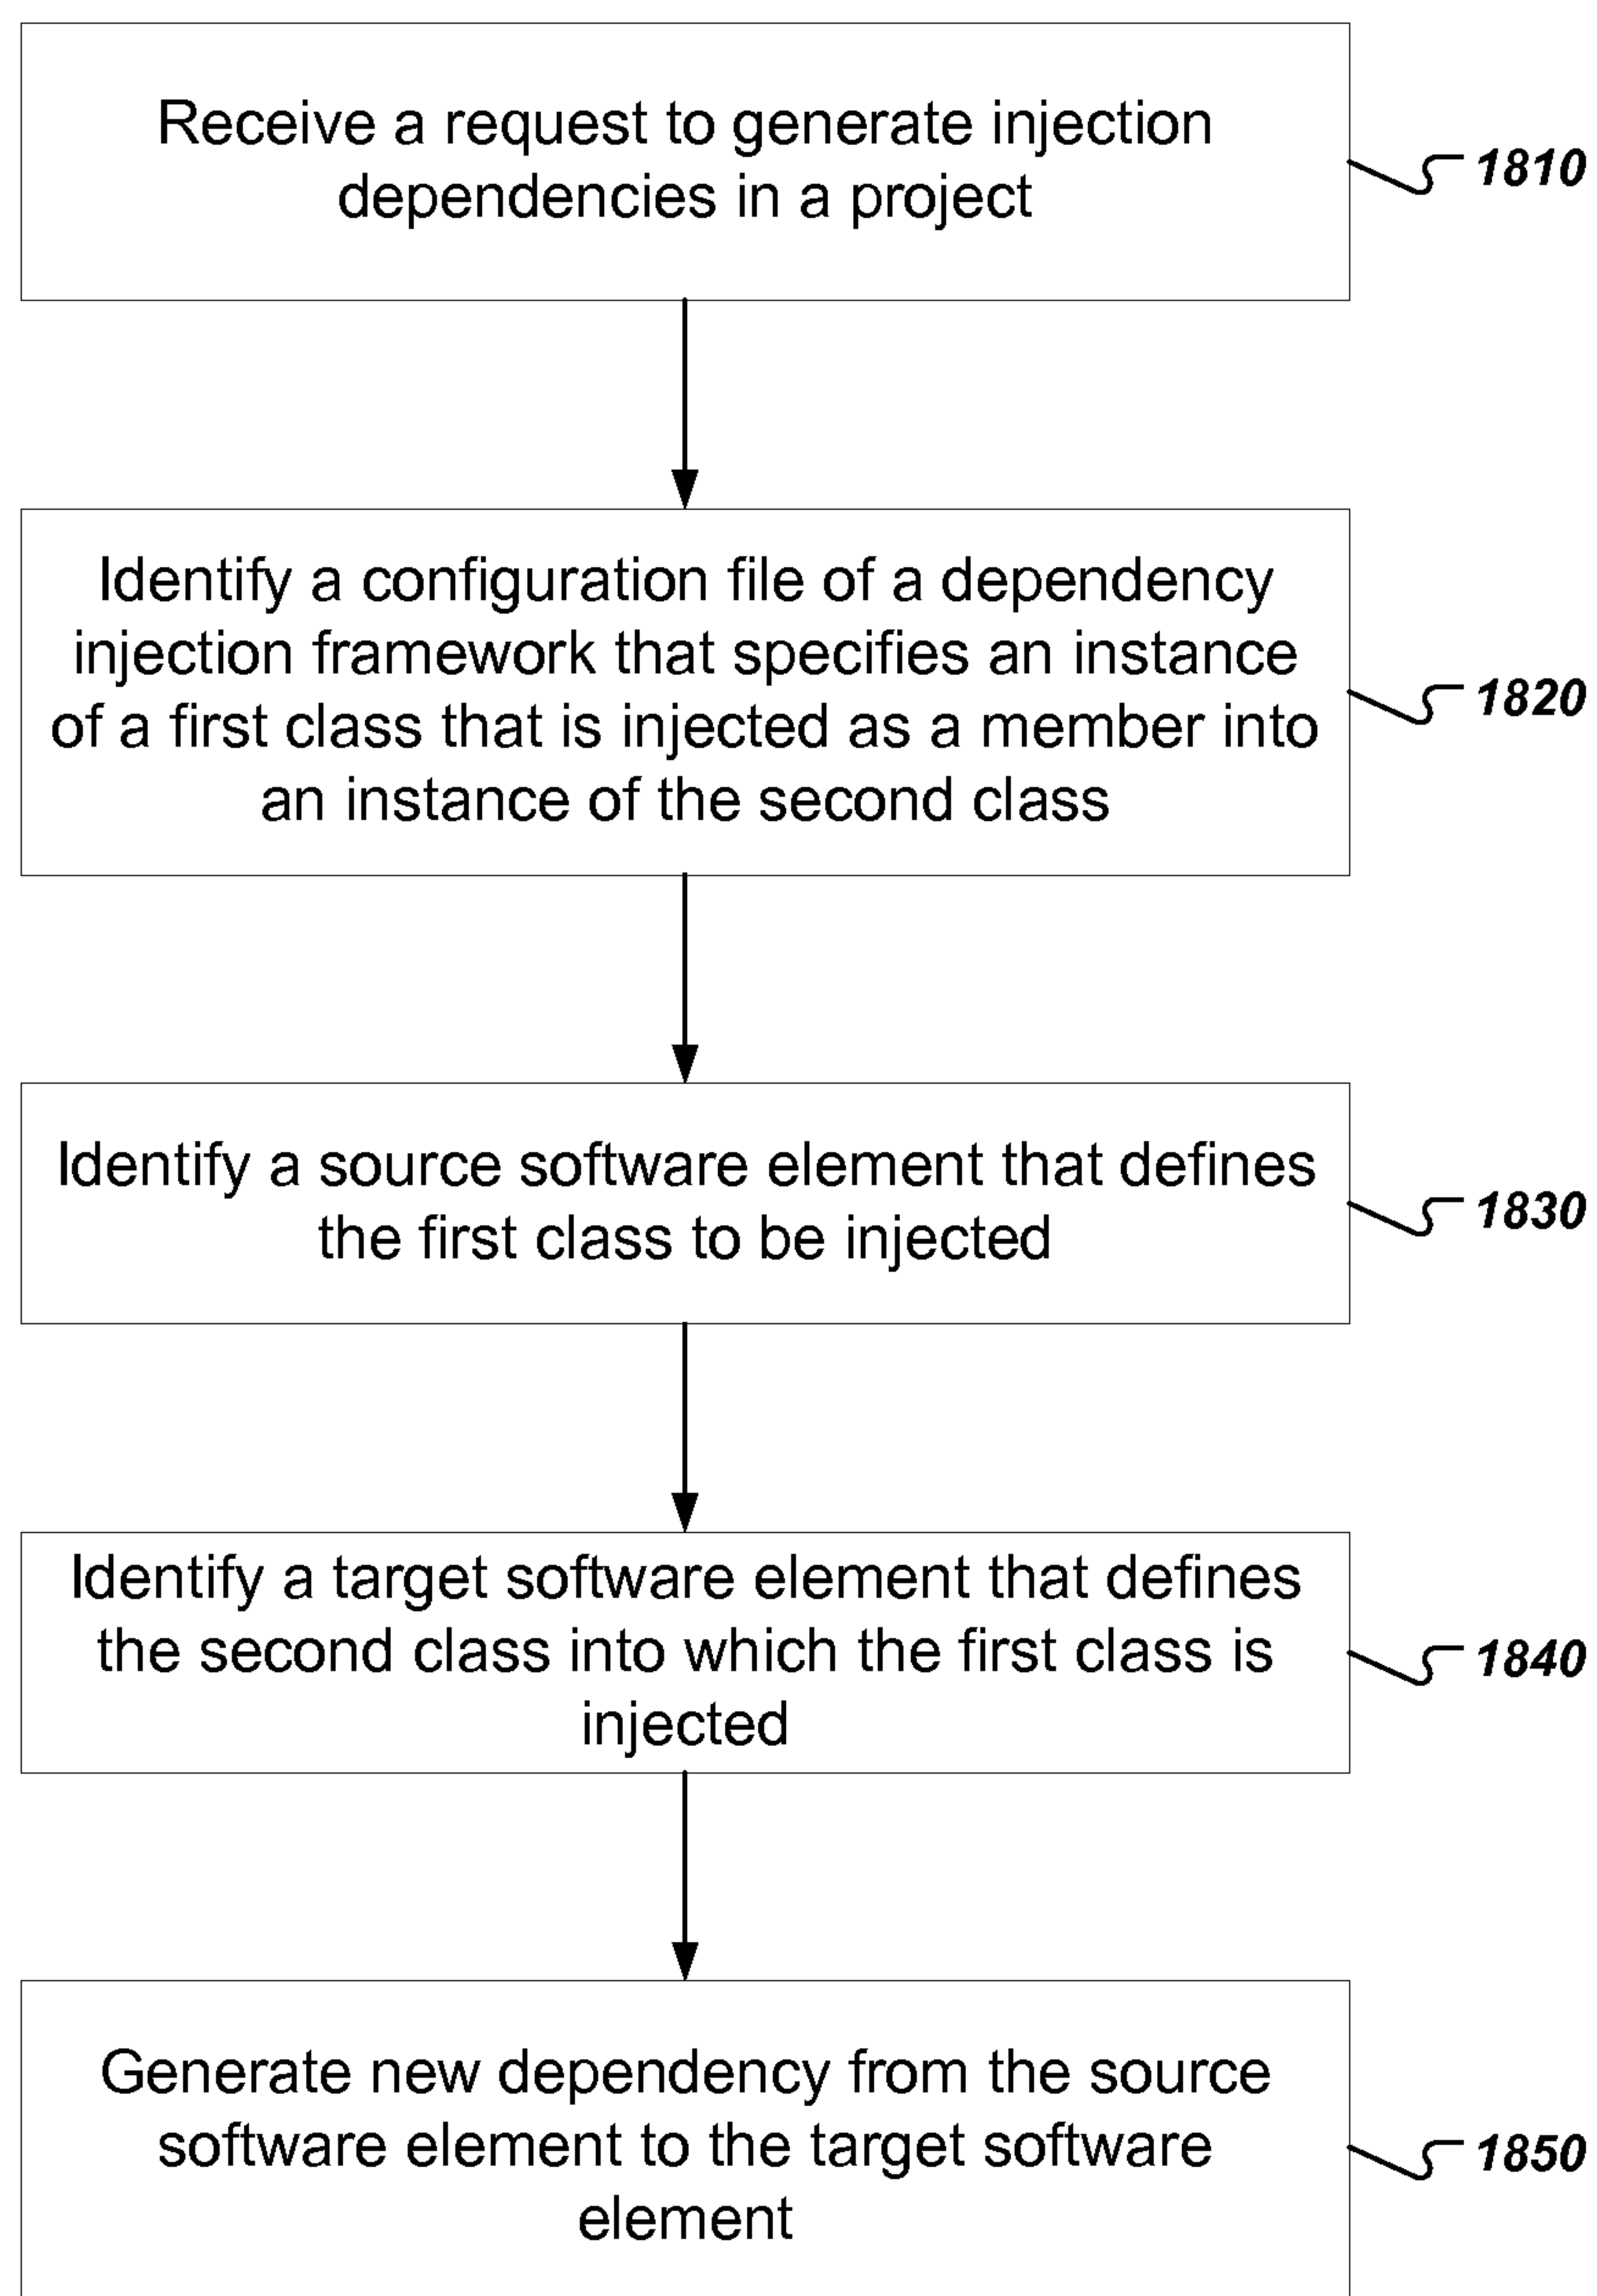 Receive a request to generate injection
dependencies in a project
1810
Identify a configuration file of a dependency
injection framework that specifies an instance
of a first class that is injected as a member into
an instance of the second class
1820
Identify a source software element that defines
the first class to be injected
1830
Identify a target software element that defines
the second class into which the first class is
injected
1840
Generate new dependency from the source
software element to the target software
element
1850